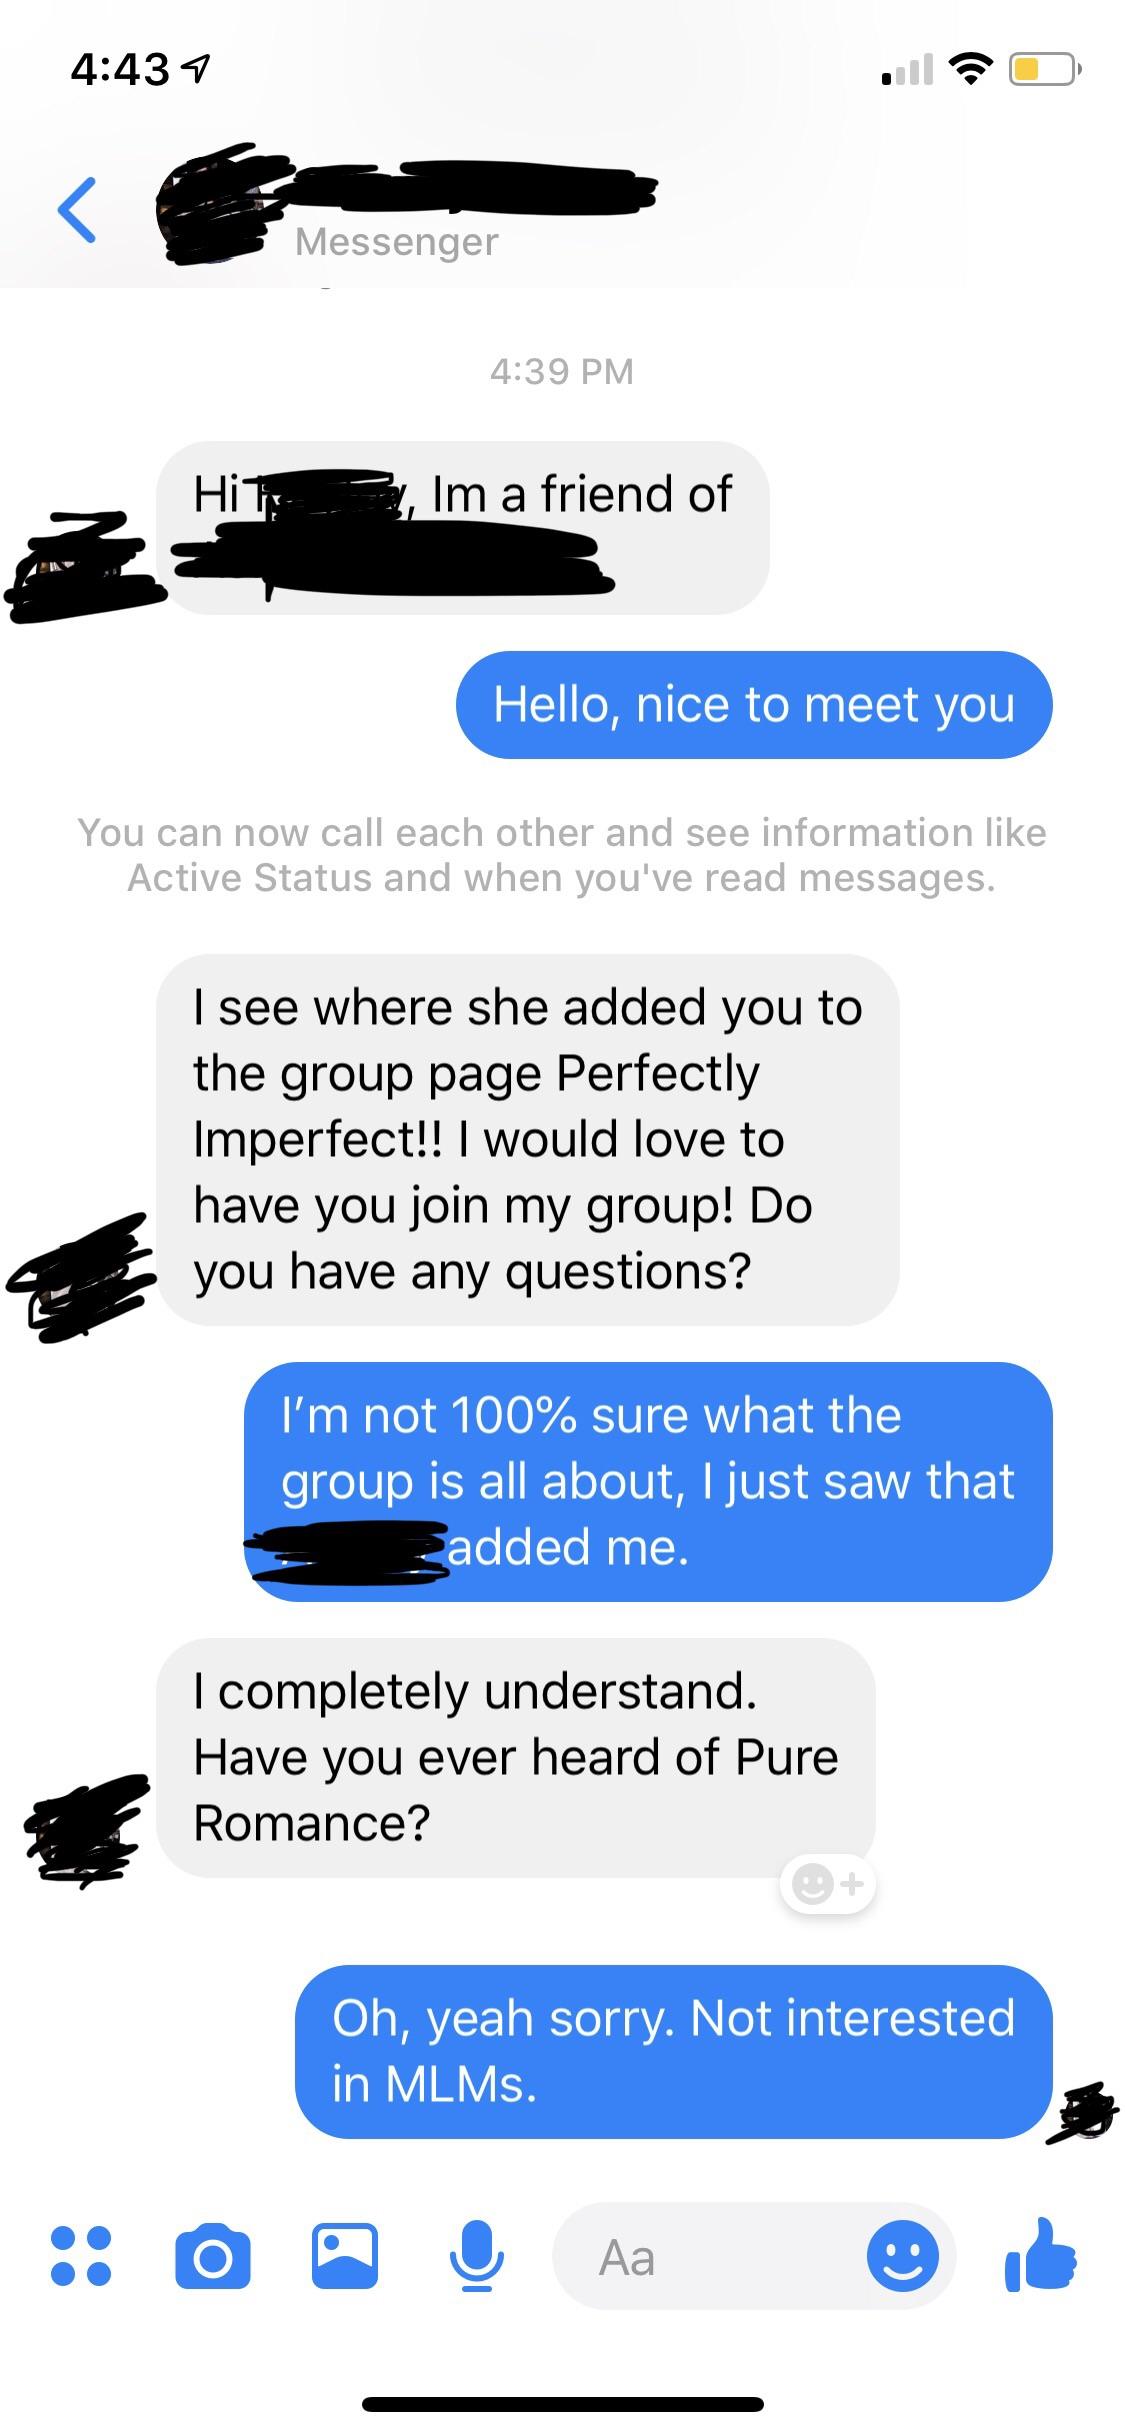 4:43
Messenger
4:39 PM
Hi , Im a friend of
Hello, nice to meet you
You can now call each other and see information like
Active Status and when you've read messages.
I see where she added you to
the group page Perfectly
Imperfect!! I would love to
have you join my group! Do
you have any questions?
I’m not 100% sure what the
group is all about, I just saw that
added me.
I completely understand.
Have you ever heard of Pure
Romance?
Oh, yeah sorry. Not interested
in MLMs.
Aa